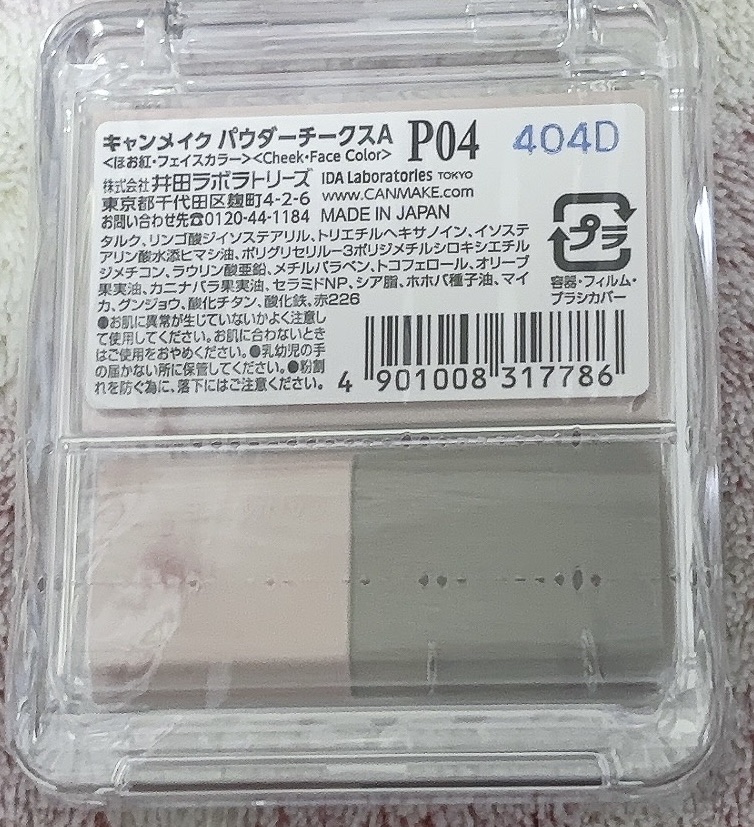 キャンメイク パウダーチークスA P04 404D
<ほお紅・フェイスカラー><Cheek・Face Color>
株式会社 井田ラボラトリーズ IDA Laboratories TOKYO
東京都千代田区麹町4-2-6 www.CANMAKE.com
お問い合わせ先☎0120-44-1184 MADE IN JAPAN
タルク、リンゴ酸ジイソステアリル、トリエチルヘキサノイン、イソステ
アリン酸水添ヒマシ油、ポリグリセリル-3ポリジメチルシロキシエチル
ジメチコン、ラウリン酸亜鉛、メチルパラベン、トコフェロール、オリーブ
果実油、カニナバラ果実油、セラミドNP、シア脂、ホホバ種子油、マイ
カ、グンジョウ、酸化チタン、酸化鉄、赤226
●お肌に異常が生じていないかよく注意し
て使用してください。お肌に合わないとき
はご使用をおやめください。●乳幼児の手
の届かない所に保管してください。●粉割
れを防ぐ為に、落下にはご注意ください。
プラ
容器・フィルム・
ブラシカバー
4 901008 317786